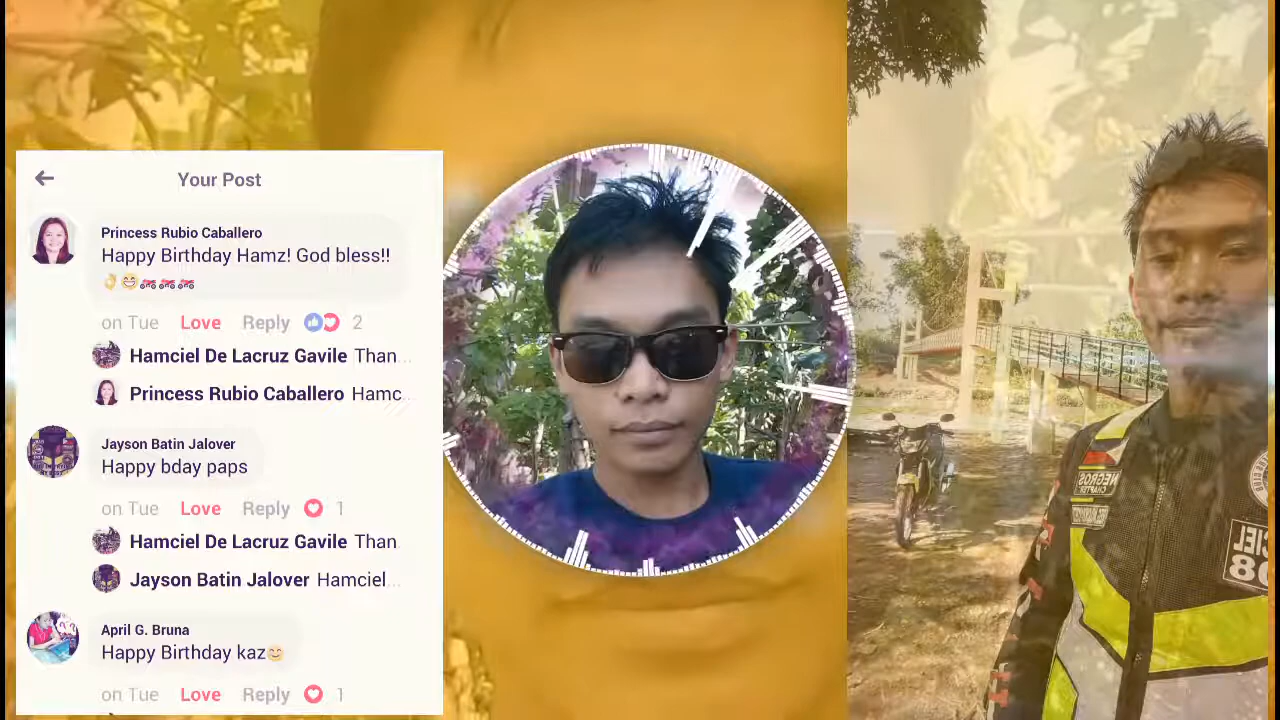 Your Post
Princess Rubio Caballero
Happy Birthday Hamz! God bless!!
👌😁🏍🏍🏍
on Tue Love Reply 2
Hamciel De Lacruz Gavile Than...
Princess Rubio Caballero Hamc...
Jayson Batin Jalover
Happy bday paps
on Tue Love Reply 1
Hamciel De Lacruz Gavile Than
Jayson Batin Jalover Hamciel...
April G. Bruna
Happy Birthday kaz😊
on Tue Love Reply 1
NEGROS
CHAPTER
CIEL
08